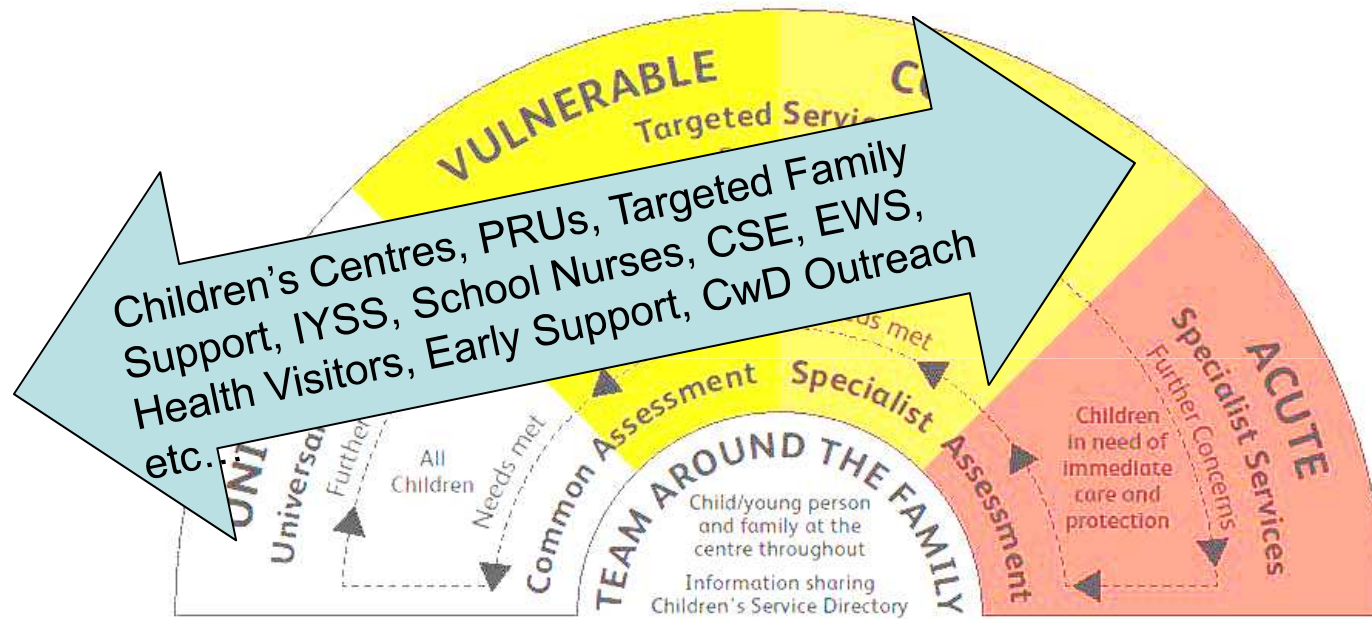 VULNERABLE
Targeted
Children's Centres, PRUs, Targeted Family
Support, IYSS, School Nurses, CSE, EWS,
Health Visitors, Early Support, CwD Outreach
etc…
Further
All
Children
Needs met
Common Assessment
met
Specialist Assessment
TEAM AROUND THE FAMILY
Child/young person
and family at the
centre throughout
Information sharing
Children's Service Directory
Children
in need of
immediate
care and
protection
Further Concerns
Specialist Services
ACUTE